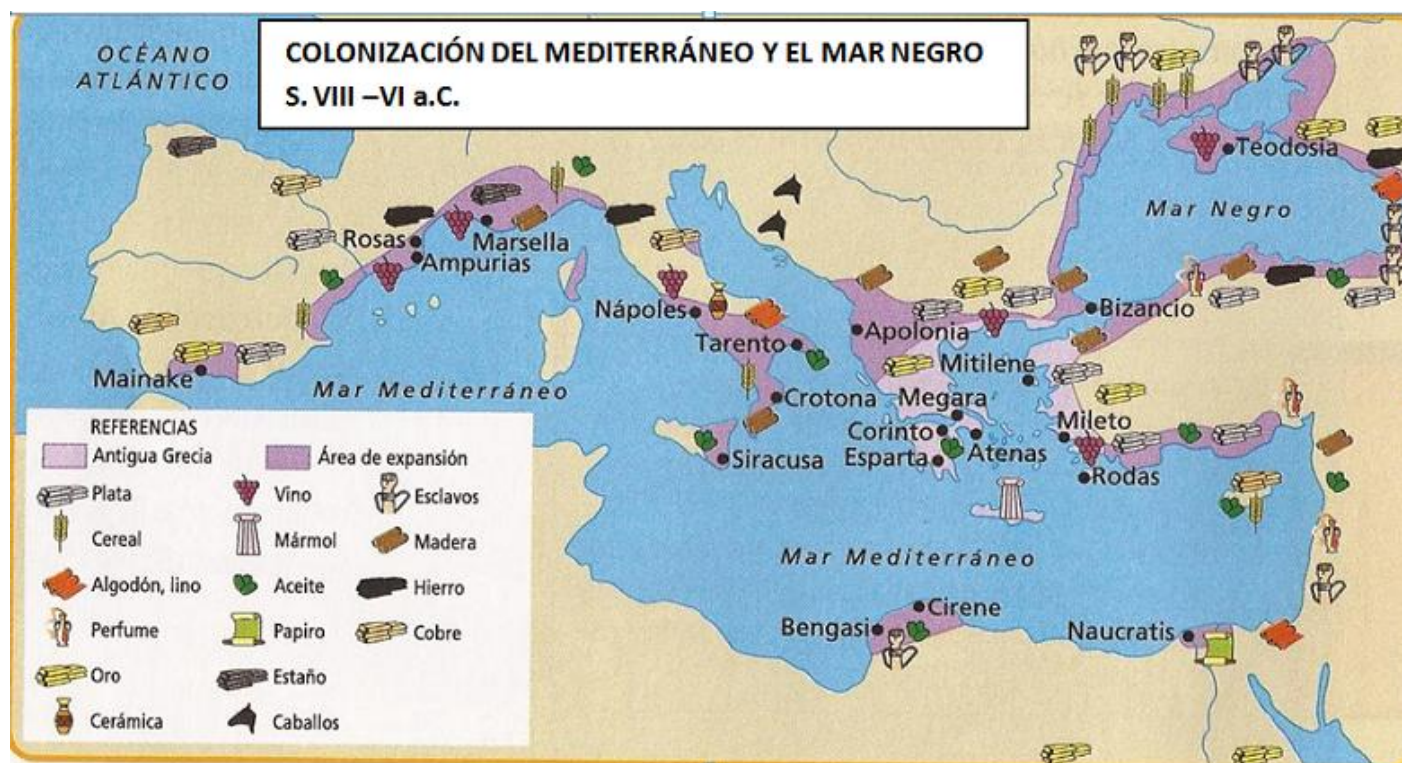 OCÉANO
ATLÁNTICO
COLONIZACIÓN DEL MEDITERRÁNEO Y EL MAR NEGRO
S. VIII –VI a.C.
Teodosia
Mar Negro
Rosas
Marsella
Ampurias
Nápoles
Bizancio
Apolonia
Tarento
Mitilene
Mainake
Mar Mediterráneo
Crotona
Megara
Mileto
Corinto
Atenas
Siracusa
Esparta
Rodas
Mar Mediterráneo
Cirene
Bengasi
Naucratis
REFERENCIAS
Antigua Grecia
Área de expansión
Plata
Vino
Esclavos
Cereal
Mármol
Madera
Algodón, lino
Aceite
Hierro
Perfume
Papiro
Cobre
Oro
Estaño
Cerámica
Caballos